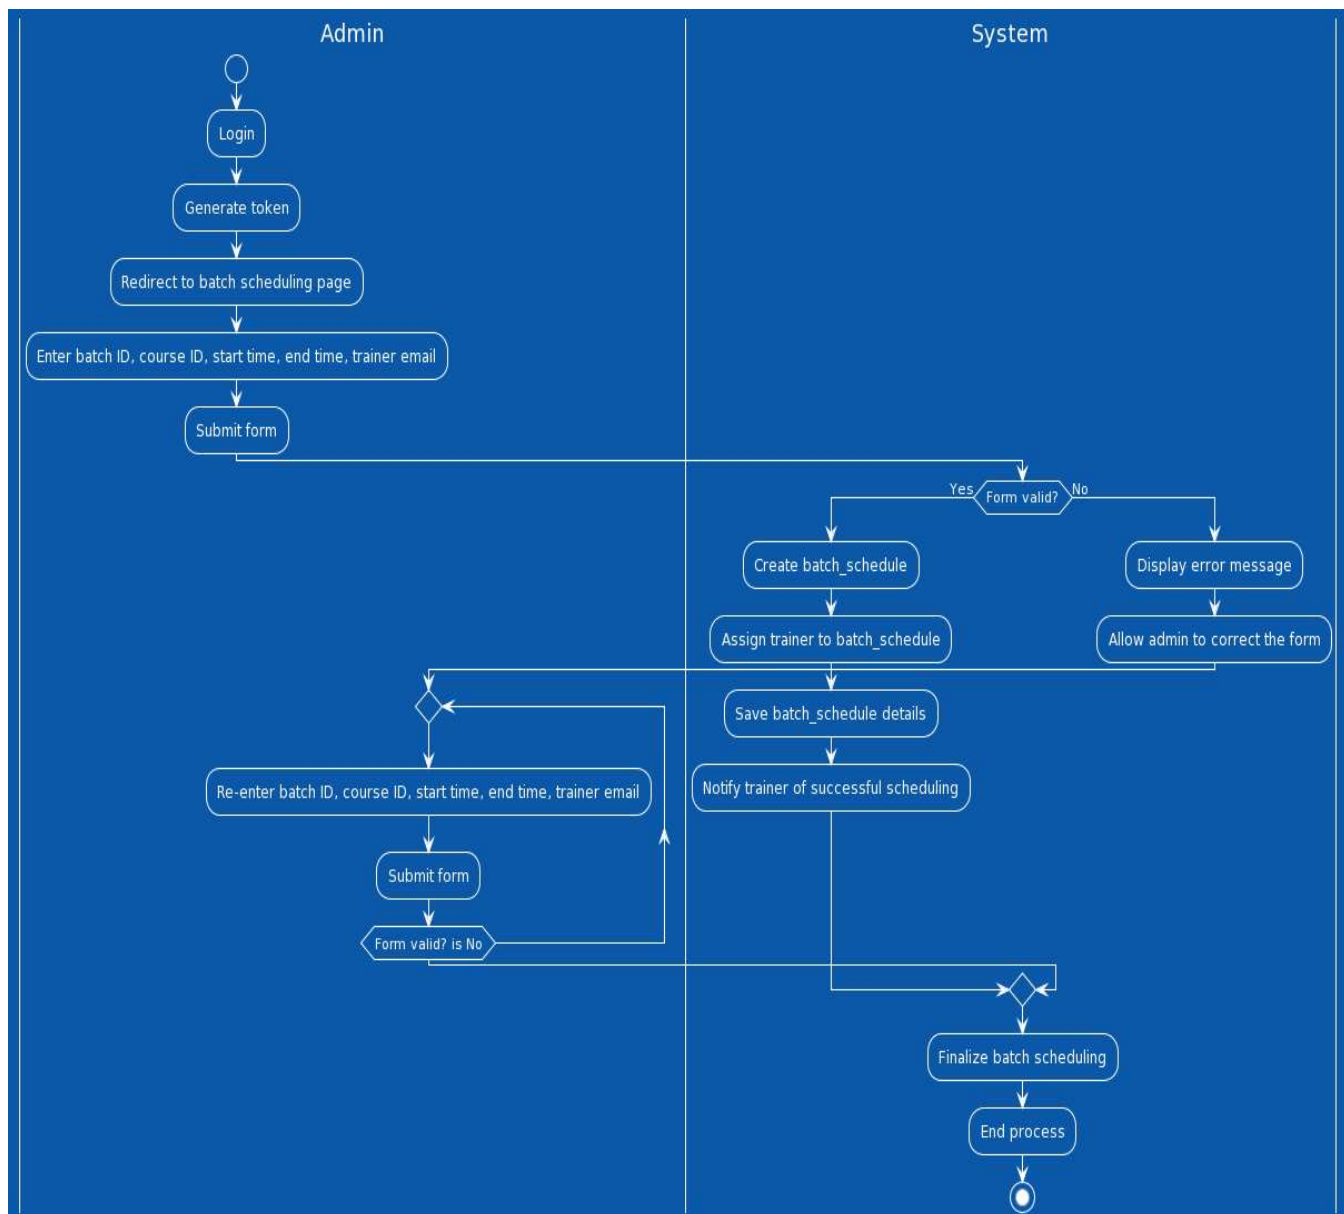 Admin
System
Login
Generate token
Redirect to batch scheduling page
Enter batch ID, course ID, start time, end time, trainer email
Submit form
Yes
Form valid?
No
Create batch_schedule
Display error message
Assign trainer to batch_schedule
Allow admin to correct the form
Save batch_schedule details
Re-enter batch ID, course ID, start time, end time, trainer email
Notify trainer of successful scheduling
Submit form
Form valid? is No
Finalize batch scheduling
End process